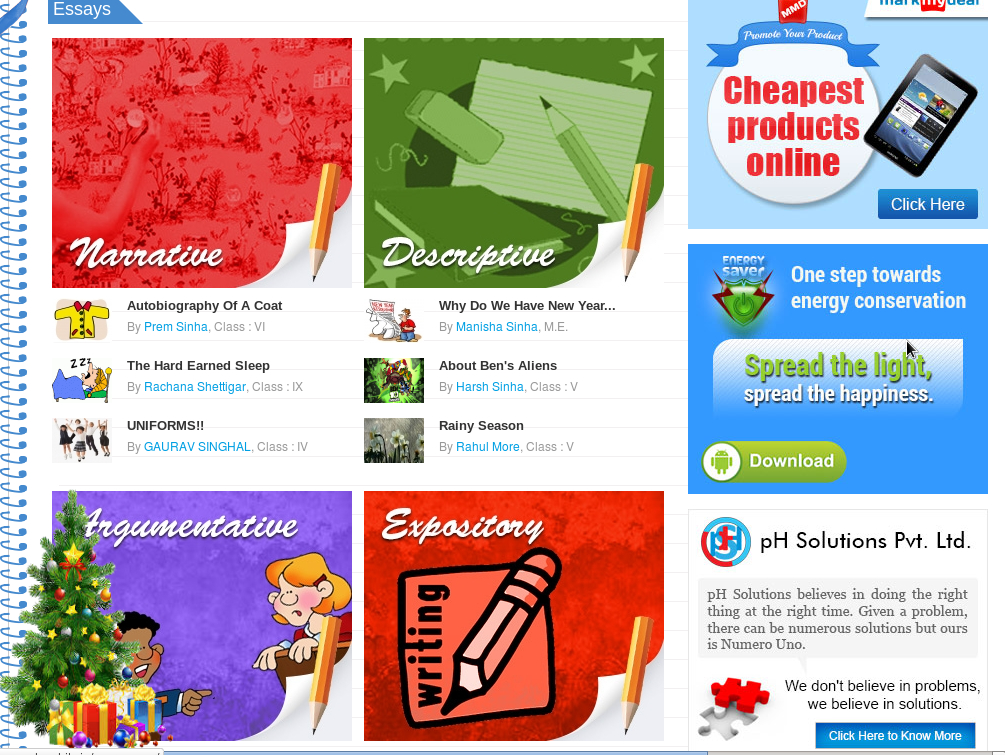 Essays
Narrative
Autobiography Of A Coat
By Prem Sinha, Class : VI
The Hard Earned Sleep
By Rachana Shettigar, Class : IX
UNIFORMS!!
By GAURAV SINGHAL, Class : IV
Descriptive
Why Do We Have New Year...
By Manisha Sinha, M.E.
About Ben's Aliens
By Harsh Sinha, Class : V
Rainy Season
By Rahul More, Class : V
Argumentative
Expository
writing
markmydeal
MMD
Promote Your Product
Cheapest
products
online
Click Here
ENERGY
saver
One step towards
energy conservation
Spread the light,
spread the happiness.
Download
pH Solutions Pvt. Ltd.
pH Solutions believes in doing the right
thing at the right time. Given a problem,
there can be numerous solutions but ours
is Numero Uno.
We don't believe in problems,
we believe in solutions.
Click Here to Know More